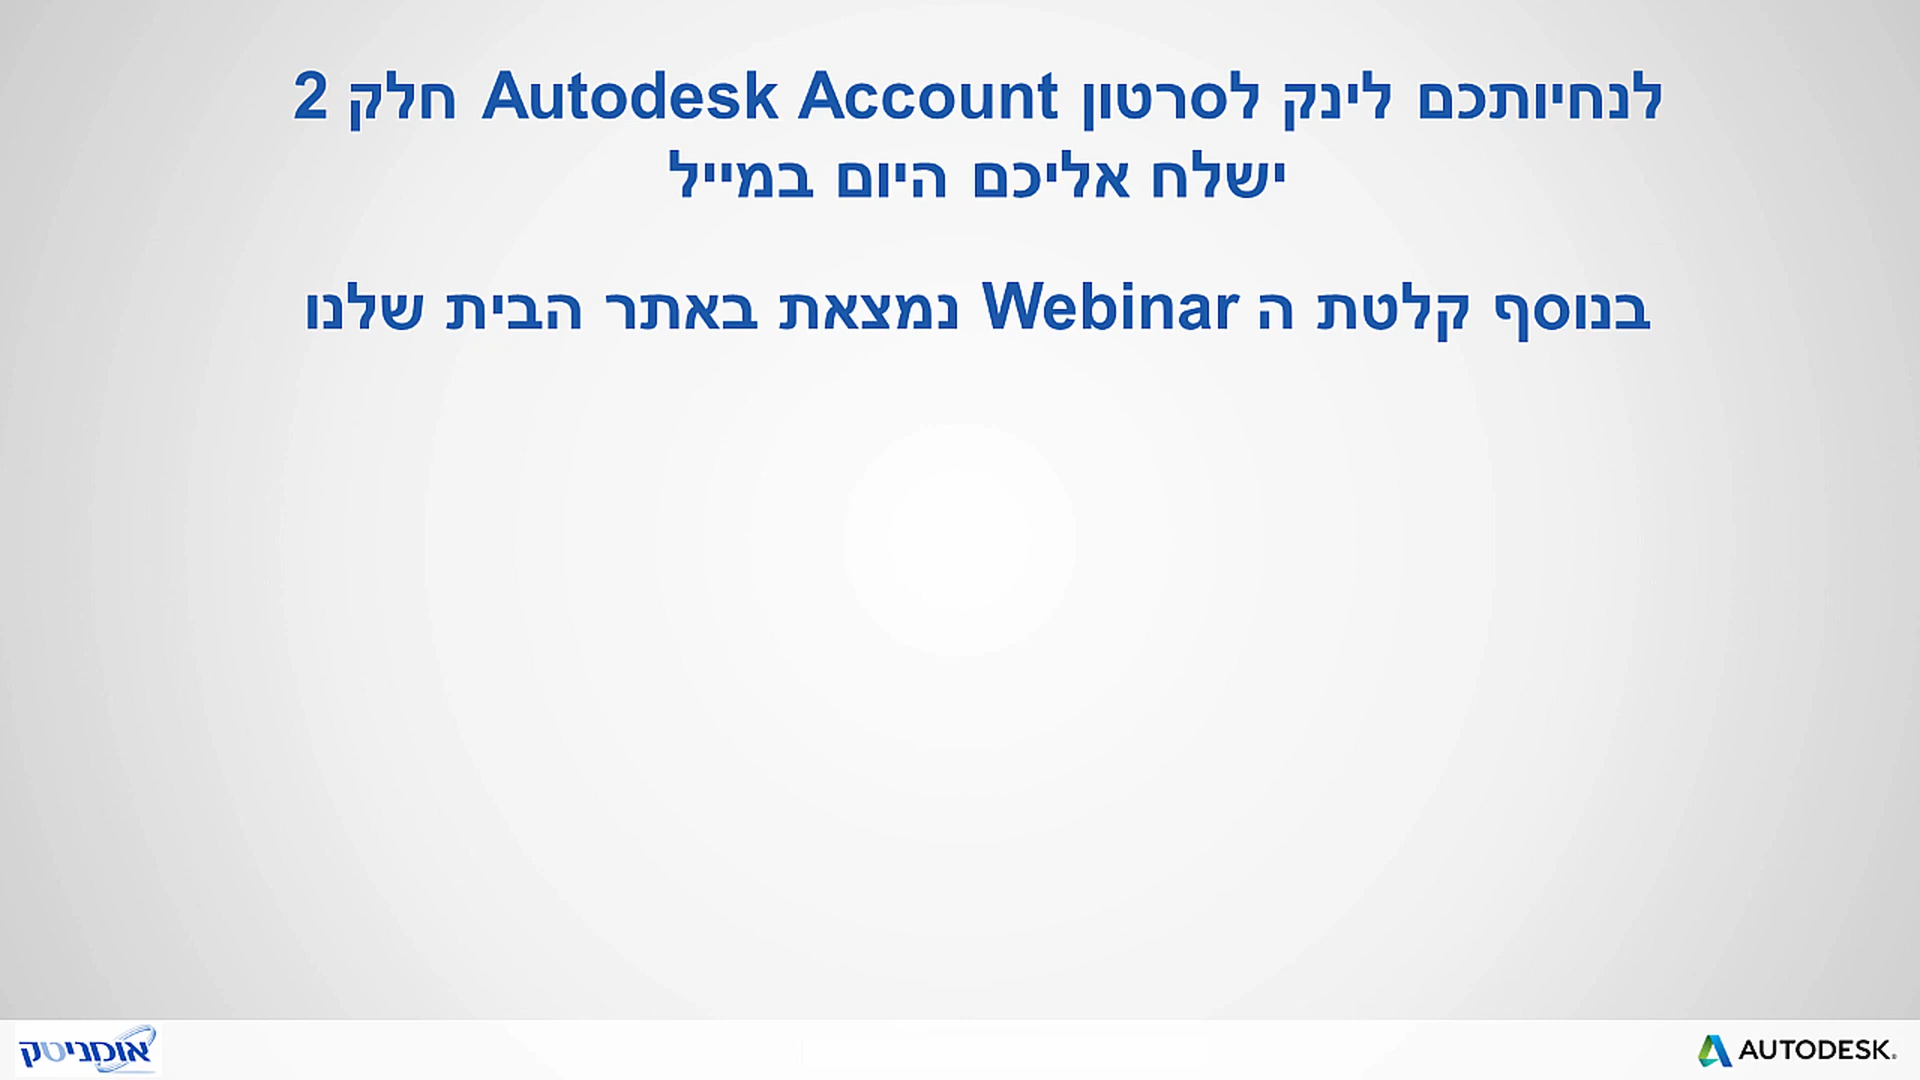 לנחיותכם לינק לסרטון Autodesk Account חלק 2
ישלח אליכם היום במייל
בנוסף קלטת ה Webinar נמצאת באתר הבית שלנו
אומניטק
AUTODESK.